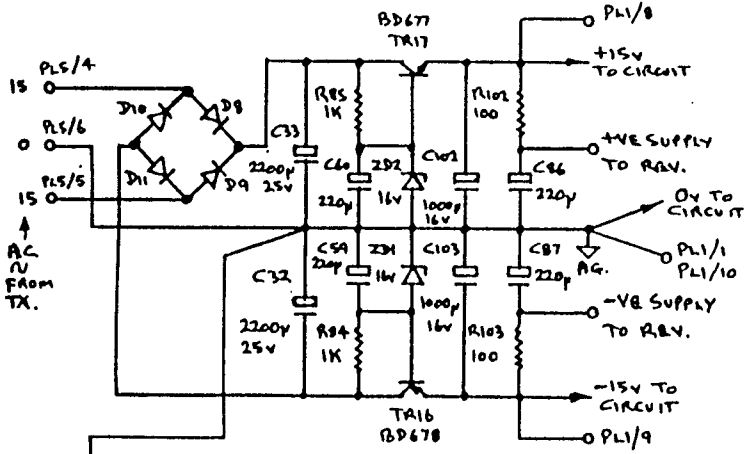 BD677
TR17
PL1/8
PL5/4
15
D10
D8
C33
2200µ
25v
R85
1K
R102
100
+15v
TO CIRCUIT
0
PL5/6
C60
220µ
ZD2
16v
C102
1000µ
16v
C86
220µ
+VE SUPPLY
TO REV.
D11
D9
15
PL5/5
0v TO
CIRCUIT
AC
N
FROM
TX.
C32
2200µ
25v
C59
220µ
ZD1
16v
C103
1000µ
16v
C87
220µ
A.G.
PL1/1
PL1/10
R84
1K
R103
100
-VE SUPPLY
TO REV.
TR16
BD678
-15v TO
CIRCUIT
PL1/9